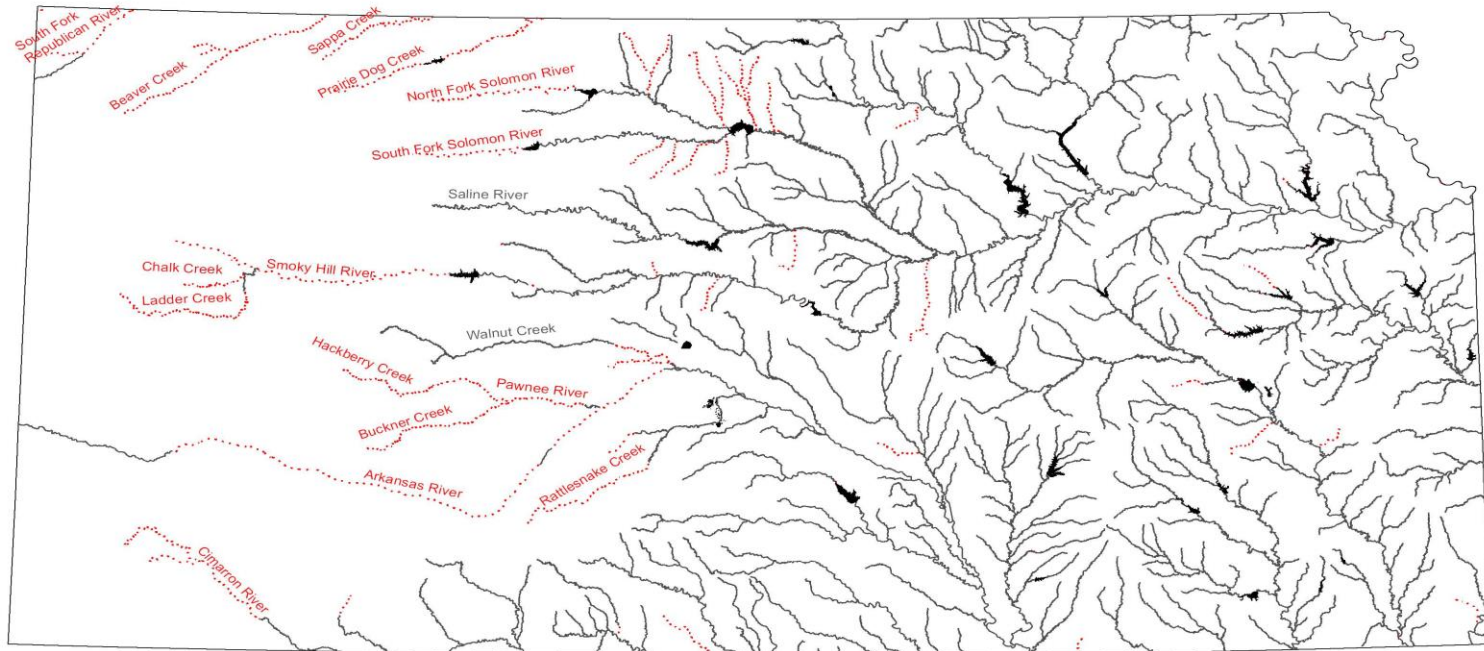 South Fork
Republican River
Beaver Creek
Sappa Creek
Prairie Dog Creek
North Fork Solomon River
South Fork Solomon River
Saline River
Chalk Creek
Smoky Hill River
Ladder Creek
Walnut Creek
Hackberry Creek
Pawnee River
Buckner Creek
Arkansas River
Rattlesnake Creek
Cimarron River